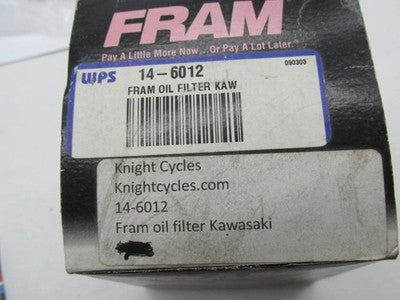 FRAM
Pay A Little More Now...Or Pay A Lot Later.®
WPS 14-6012 090303
FRAM OIL FILTER KAW
Knight Cycles
Knightcycles.com
14-6012
Fram oil filter Kawasaki